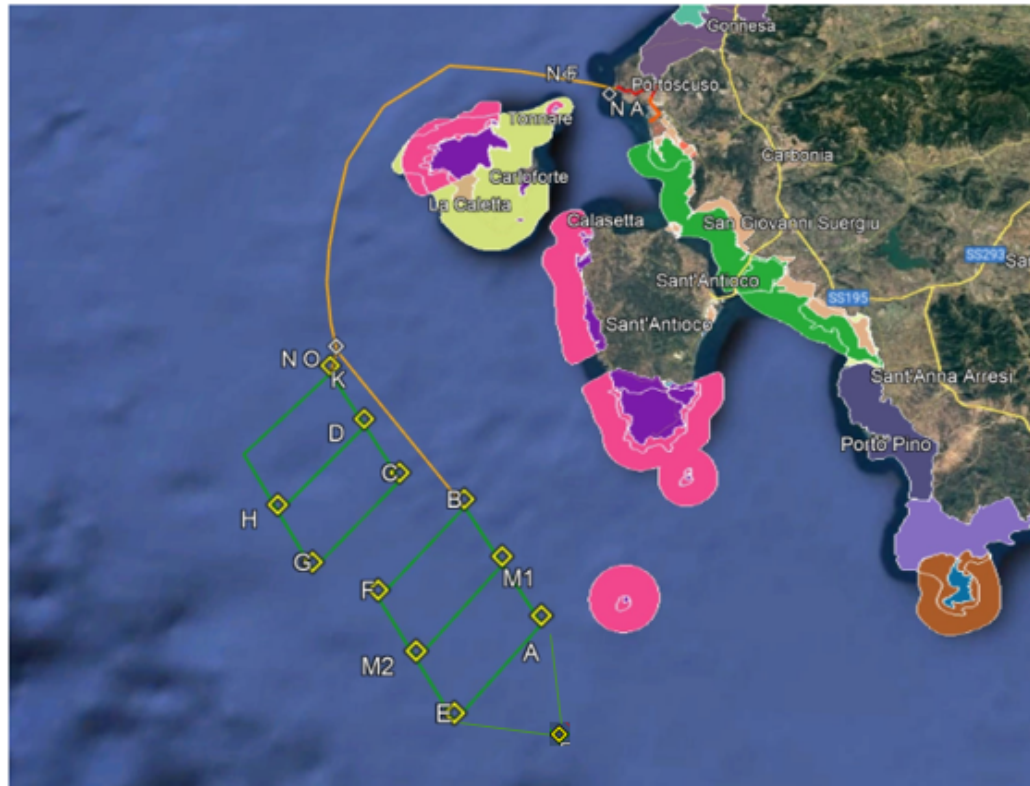 Gonnesa
N F
Portoscuso
N A
Tonnare
Carbonia
Carloforte
La Caletta
Calasetta
San Giovanni Suergiu
SS293
Sant'Antioco
SS195
Sant'Antioco
N O
K
Sant'Anna Arresi
D
Porto Pino
C
B
H
G
M1
F
A
M2
E